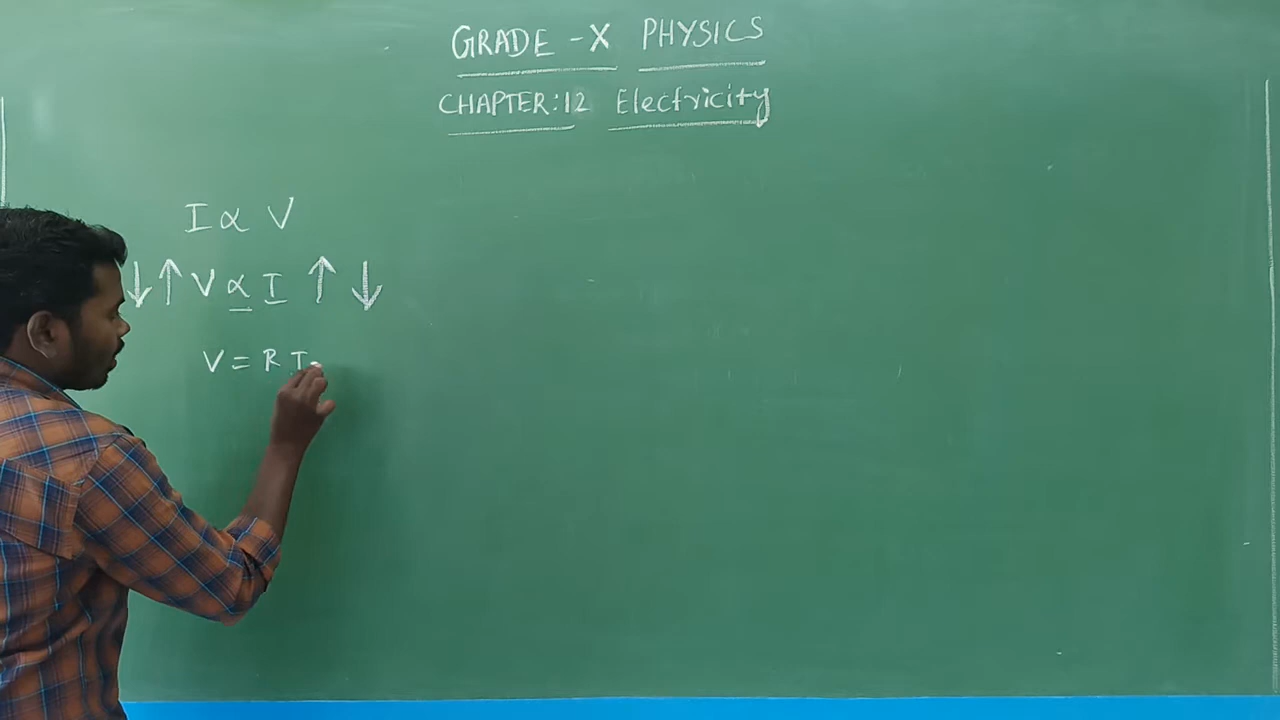 GRADE - X PHYSICS
CHAPTER: 12 Electricity
I ∝ V
↓ ↑ V ∝ I ↑ ↓
V = R I